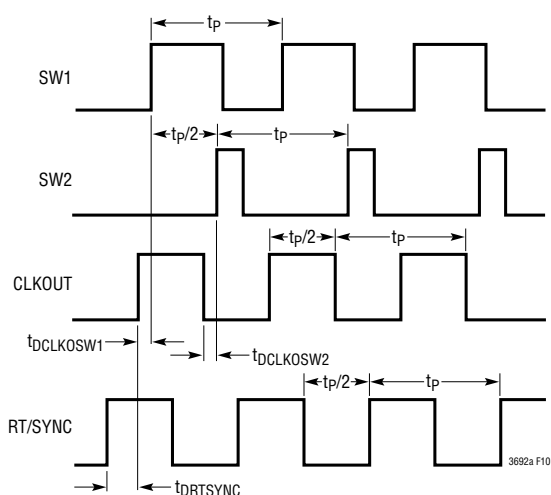 tP
SW1
tP/2
tP
SW2
tP/2
tP
CLKOUT
tDCLKOSW1
tDCLKOSW2
tP/2
tP
RT/SYNC
3692a F10
tDRTSYNC